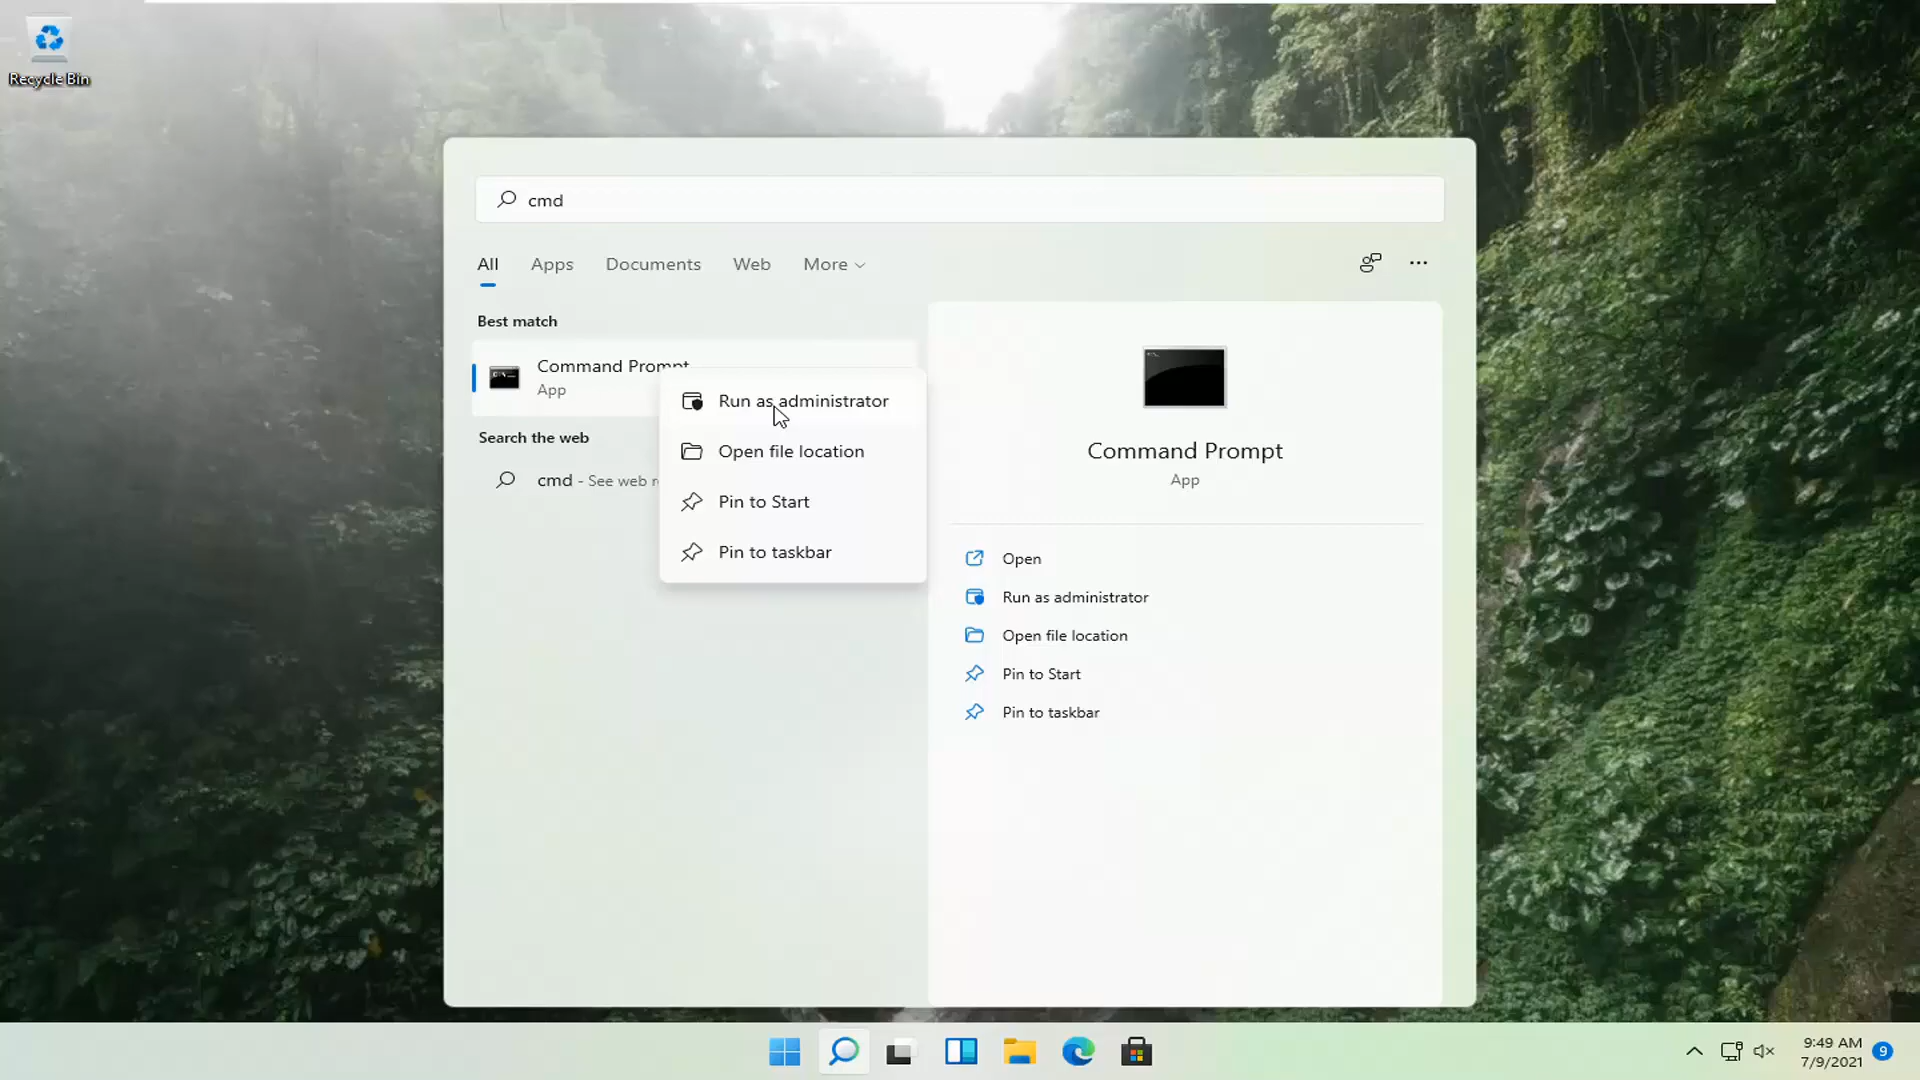 Recycle Bin
cmd
All Apps Documents Web More
Best match
Command Prompt
App
Search the web
cmd - See web
Run as administrator
Open file location
Pin to Start
Pin to taskbar
Command Prompt
App
Open
Run as administrator
Open file location
Pin to Start
Pin to taskbar
9:49 AM
7/9/2021
9